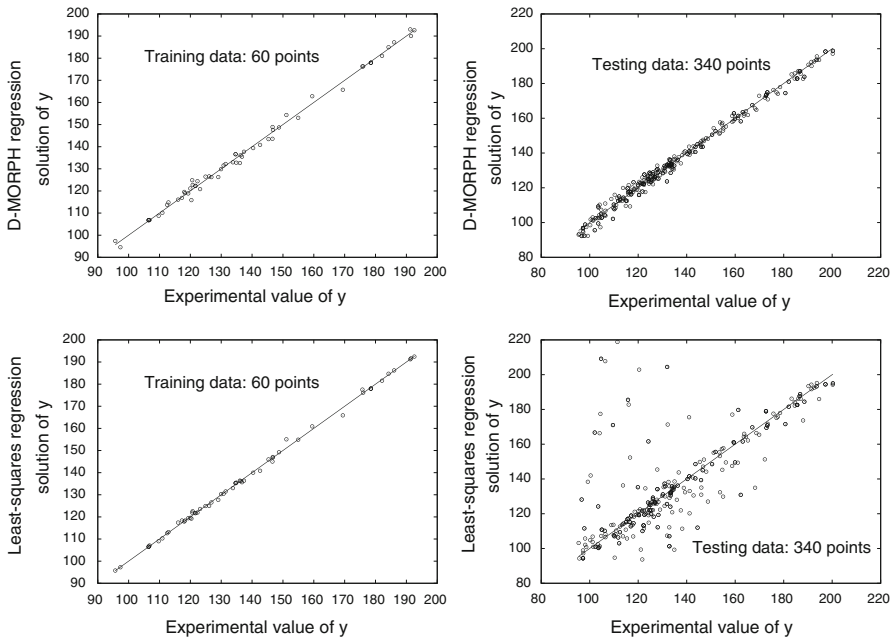 200
190
180
170
160
150
140
130
120
110
100
90
D-MORPH regression
solution of y
Training data: 60 points
90 100 110 120 130 140 150 160 170 180 190 200
Experimental value of y
220
200
180
160
140
120
100
80
D-MORPH regression
solution of y
Testing data: 340 points
80 100 120 140 160 180 200 220
Experimental value of y
200
190
180
170
160
150
140
130
120
110
100
90
Least-squares regression
solution of y
Training data: 60 points
90 100 110 120 130 140 150 160 170 180 190 200
Experimental value of y
220
200
180
160
140
120
100
80
Least-squares regression
solution of y
Testing data: 340 points
80 100 120 140 160 180 200 220
Experimental value of y